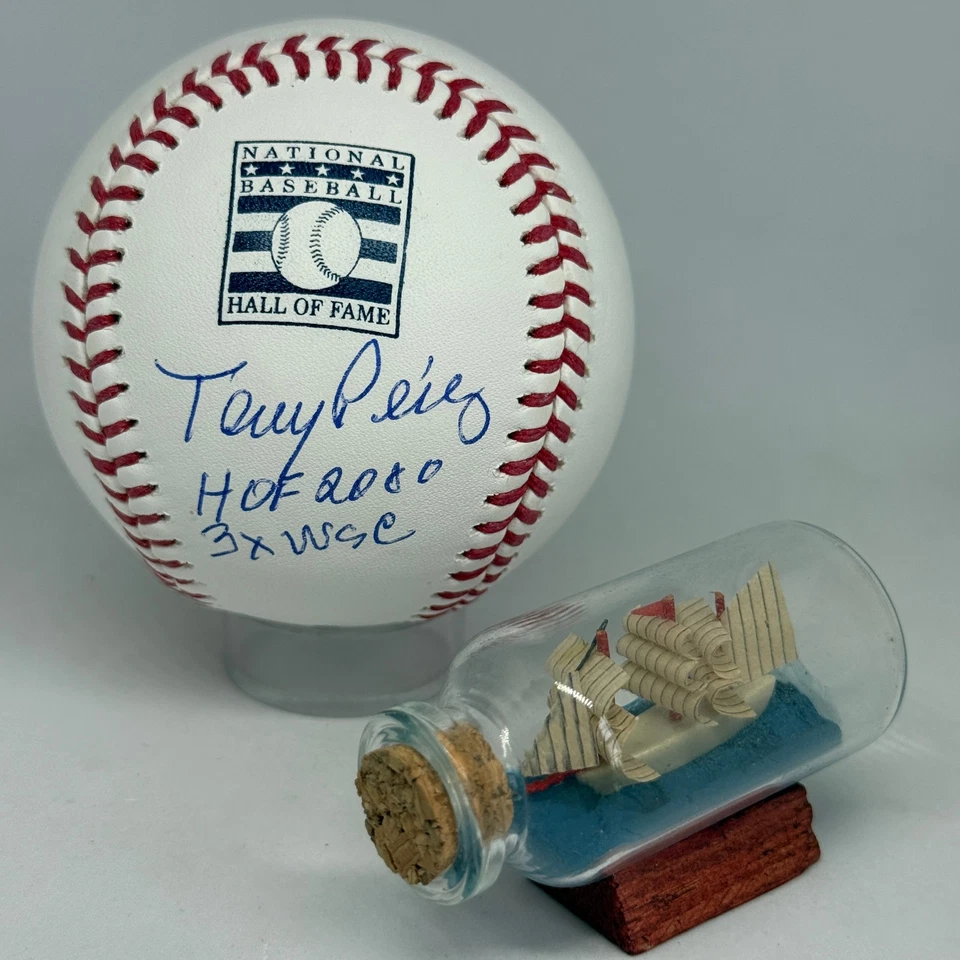 NATIONAL
BASEBALL
HALL OF FAME
Tony Pérez
HOF 2000
3X WSC